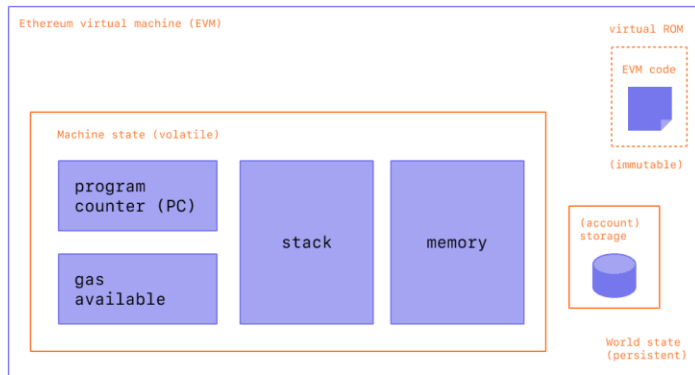 Ethereum virtual machine (EVM)
virtual ROM
EVM code
(immutable)
Machine state (volatile)
program
counter (PC)
gas
available
stack
memory
(account)
storage
World state
(persistent)